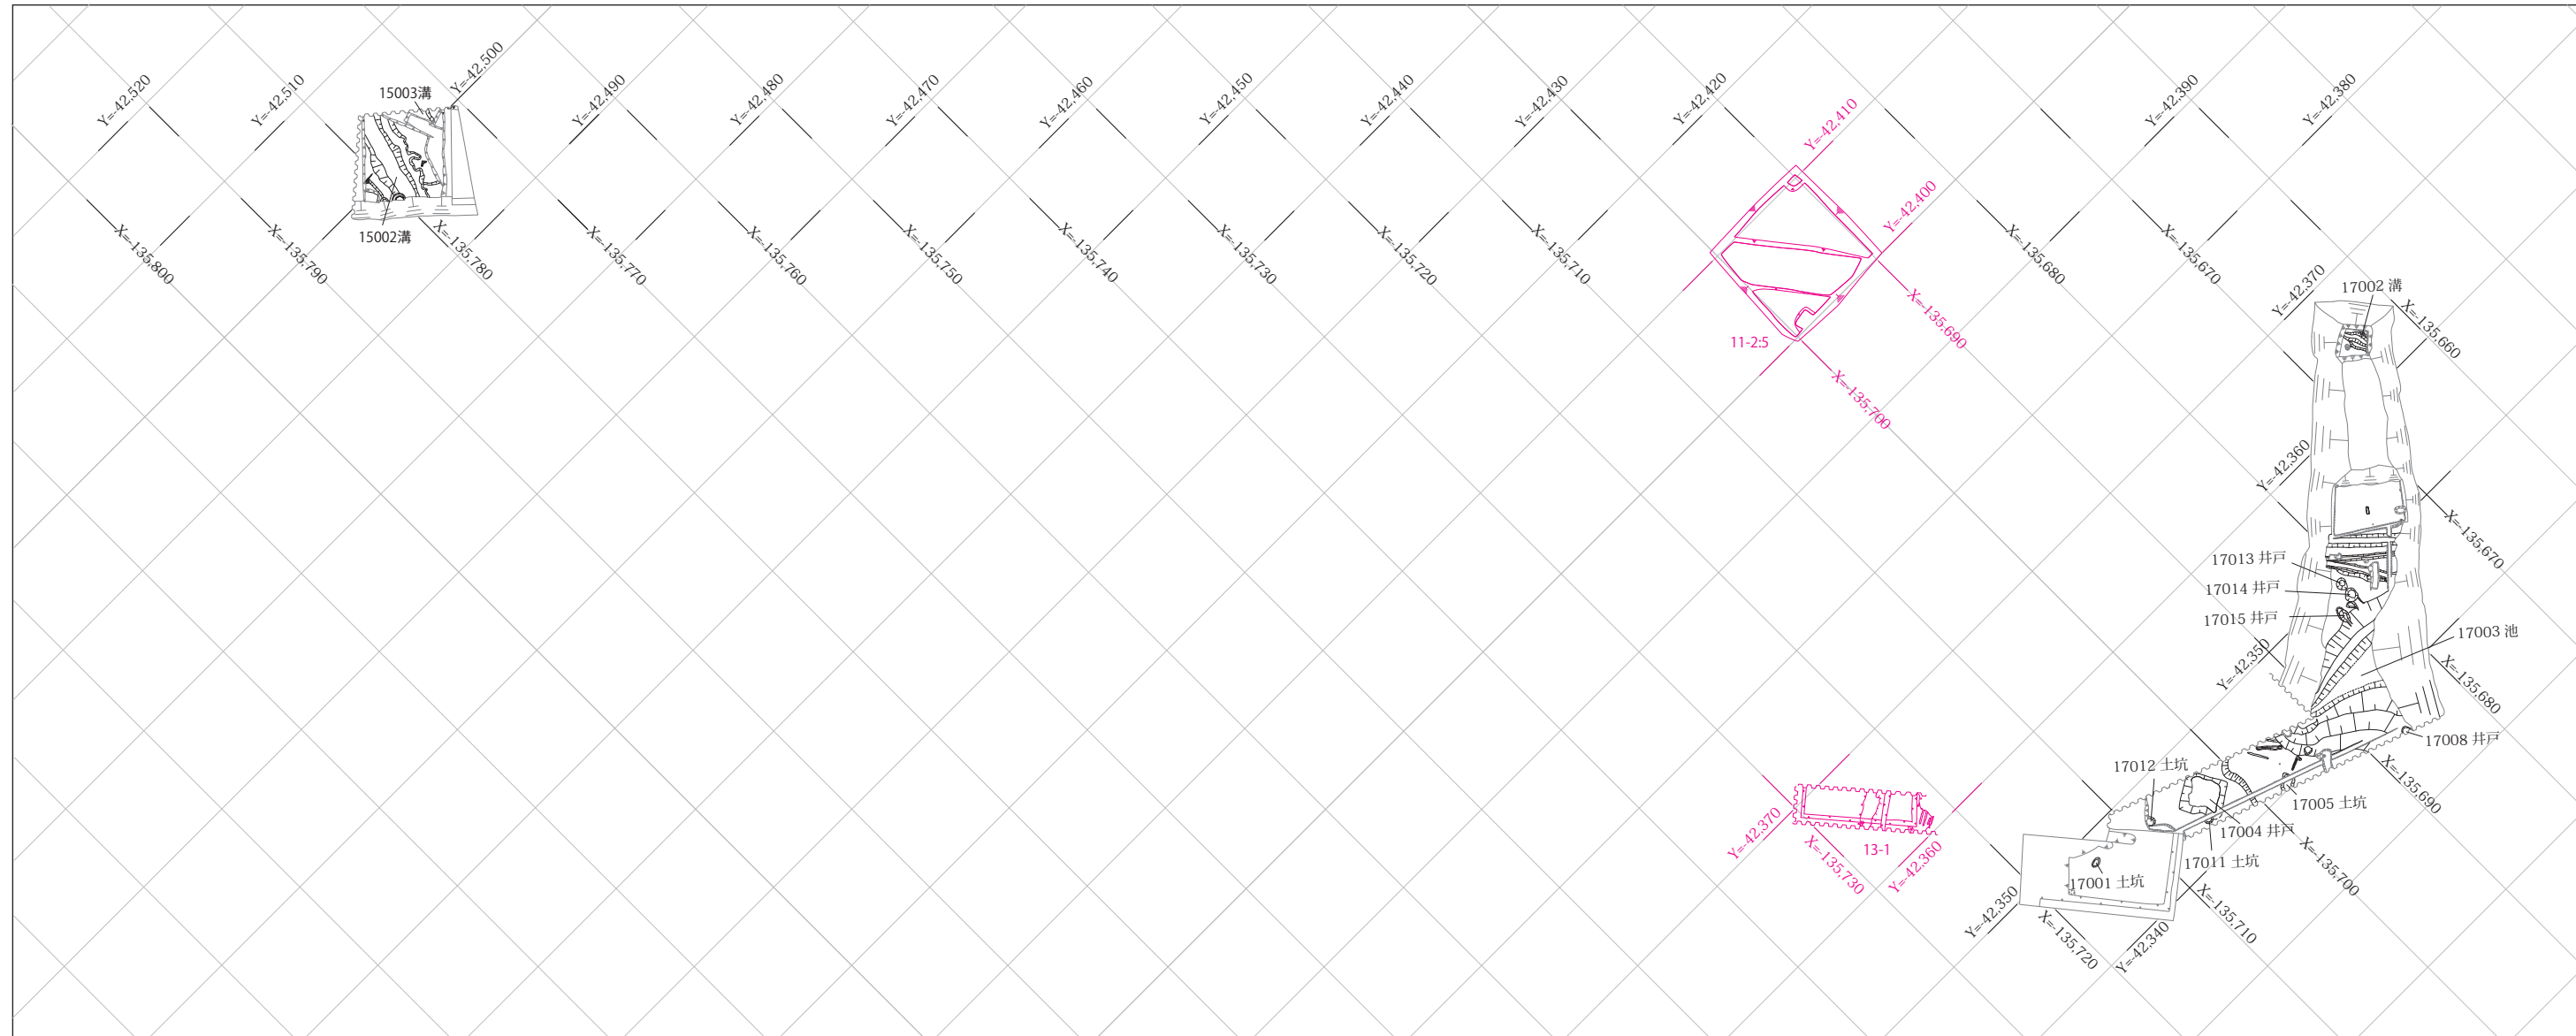 Y=-42,520
Y=-42,510
Y=-42,500
Y=-42,490
Y=-42,480
Y=-42,470
Y=-42,460
Y=-42,450
Y=-42,440
Y=-42,430
Y=-42,420
Y=-42,410
Y=-42,400
Y=-42,390
Y=-42,380
15003溝
15002溝
X=-135,800
X=-135,790
X=-135,780
X=-135,770
X=-135,760
X=-135,750
X=-135,740
X=-135,730
X=-135,720
X=-135,710
X=-135,680
X=-135,670
Y=-42,370
17002 溝
X=-135,660
11-2:5
X=-135,690
X=-135,700
Y=-42,360
X=-135,670
17013 井戸
17014 井戸
17015 井戸
17003 池
Y=-42,350
X=-135,680
17008 井戸
17012 土坑
X=-135,690
17005 土坑
17004 井戸
17011 土坑
17001 土坑
X=-135,700
Y=-42,370
X=-135,730
13-1
Y=-42,360
Y=-42,350
X=-135,720
Y=-42,340
X=-135,710